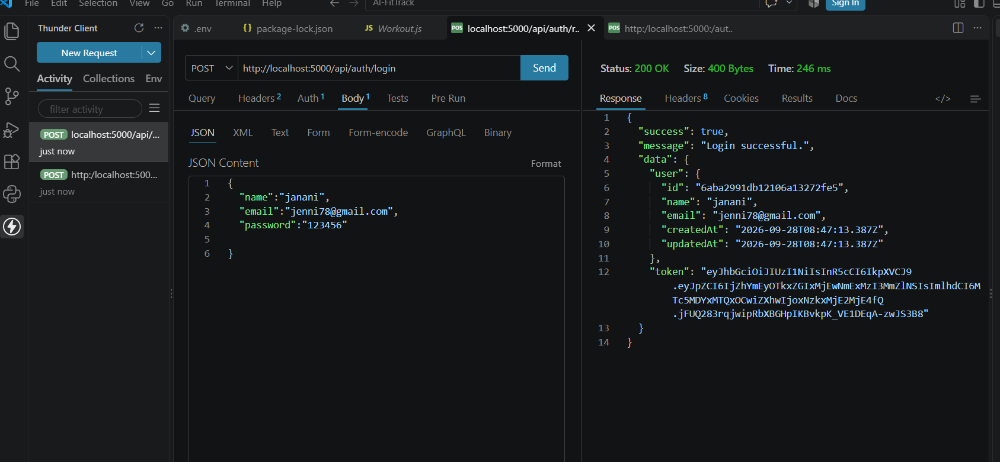 File Edit Selection View Go Run Terminal Help AI-FitTrack Sign In
Thunder Client
New Request
Activity Collections Env
filter activity
POST localhost:5000/api/...
just now
POST http:/localhost:500...
just now
.env {} package-lock.json JS Workout.js POS localhost:5000/api/auth/r.. POS http:/localhost:5000:/aut..
POST http://localhost:5000/api/auth/login Send
Query Headers 2 Auth 1 Body 1 Tests Pre Run
JSON XML Text Form Form-encode GraphQL Binary
JSON Content Format
1 {
2 "name":"janani",
3 "email":"jenni78@gmail.com",
4 "password":"123456"
5
6 }
Status: 200 OK Size: 400 Bytes Time: 246 ms
Response Headers 8 Cookies Results Docs </>
1 {
2 "success": true,
3 "message": "Login successful.",
4 "data": {
5 "user": {
6 "id": "6aba2991db12106a13272fe5",
7 "name": "janani",
8 "email": "jenni78@gmail.com",
9 "createdAt": "2026-09-28T08:47:13.387Z",
10 "updatedAt": "2026-09-28T08:47:13.387Z"
11 },
12 "token": "eyJhbGciOiJIUzI1NiIsInR5cCI6IkpXVCJ9
.eyJpZCI6IjZhYmEyOTkxZGIxMjEwNmExMzI3MmZlNSIsImlhdCI6M
Tc5MDYxMTQxOCwiZXhwIjoxNzkxMjE2MjE4fQ
.jFUQ283rqjwipRbXBGHpIKBvkpK_VE1DEqA-zwJS3B8"
13 }
14 }